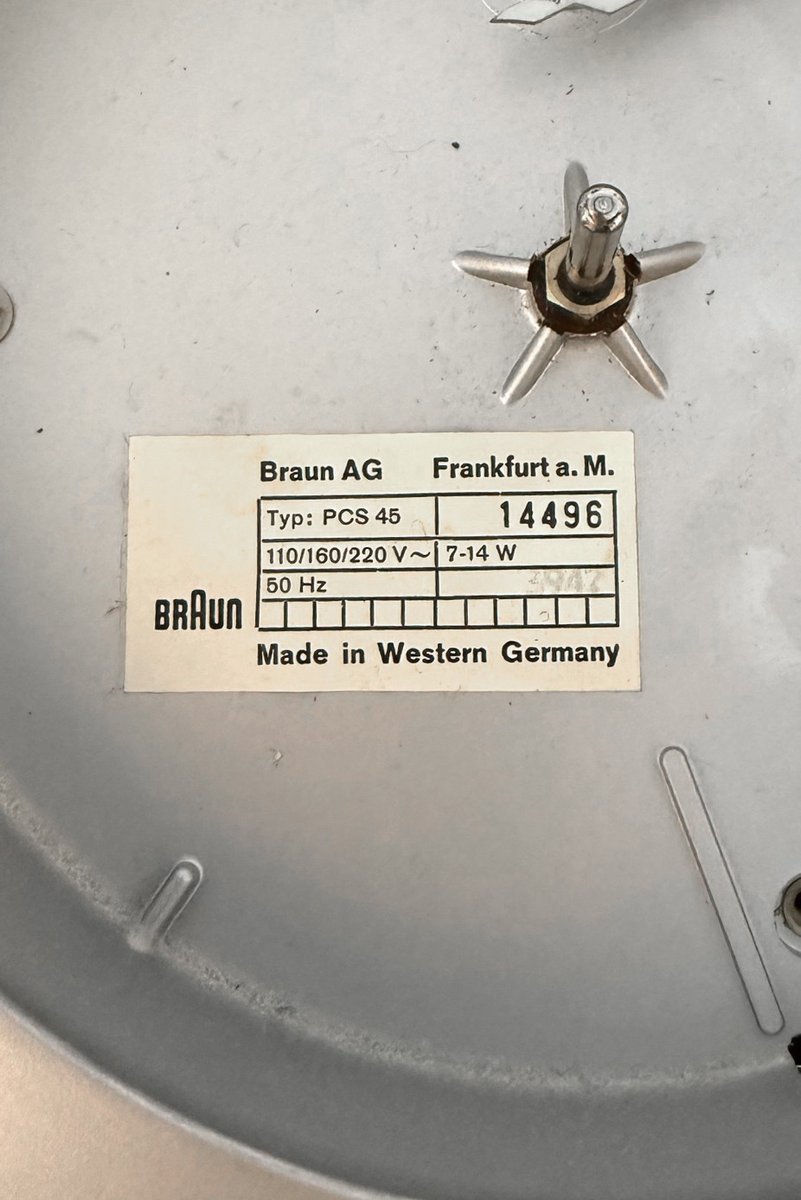 Braun AG Frankfurt a. M.
Typ: PCS 45 14496
110/160/220 V~ 7-14 W
50 Hz
BRAUN
Made in Western Germany